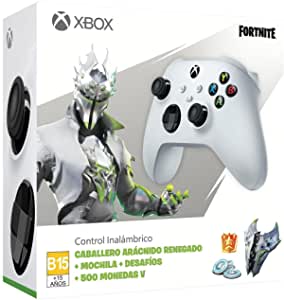 XBOX
FORTNITE
Control Inalámbrico
CABALLERO ARÁCNIDO RENEGADO
+ MOCHILA + DESAFÍOS
+ 500 MONEDAS V
B15
+15
AÑOS